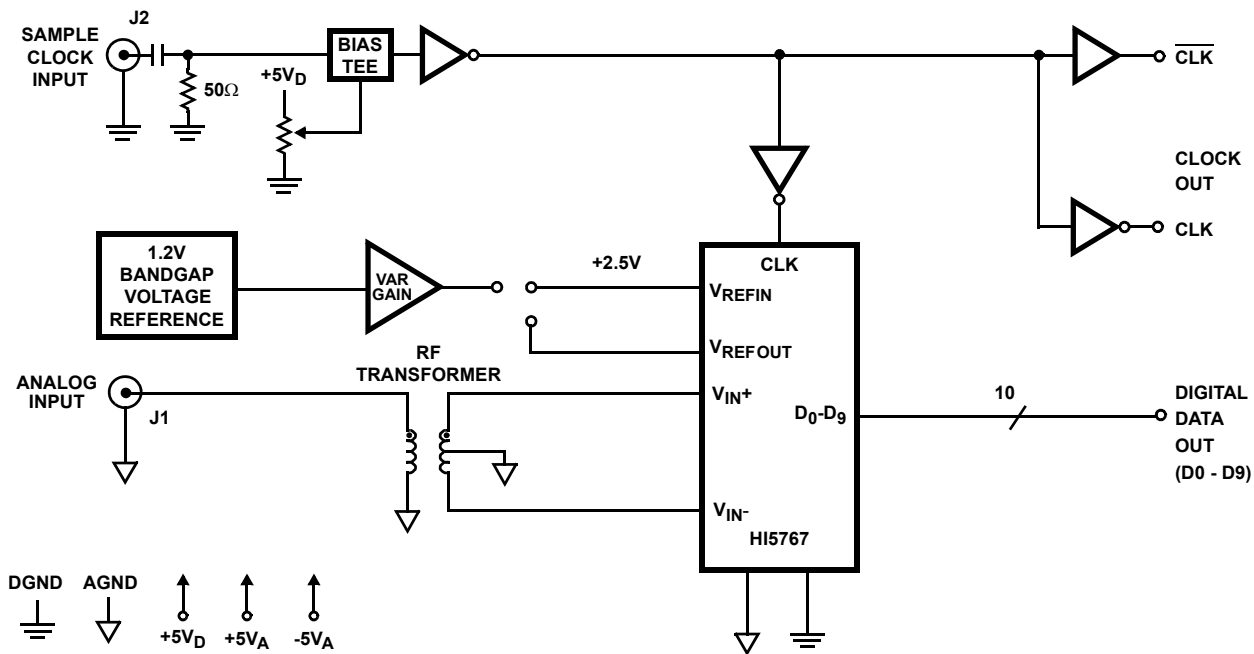 J2
SAMPLE
CLOCK
INPUT
BIAS
TEE
50Ω
+5VD
CLK
CLOCK
OUT
CLK
1.2V
BANDGAP
VOLTAGE
REFERENCE
VAR
GAIN
+2.5V
CLK
VREFIN
VREFOUT
RF
TRANSFORMER
ANALOG
INPUT
J1
VIN+
D0-D9
10
DIGITAL
DATA
OUT
(D0 - D9)
VIN-
HI5767
DGND
AGND
+5VD
+5VA
-5VA